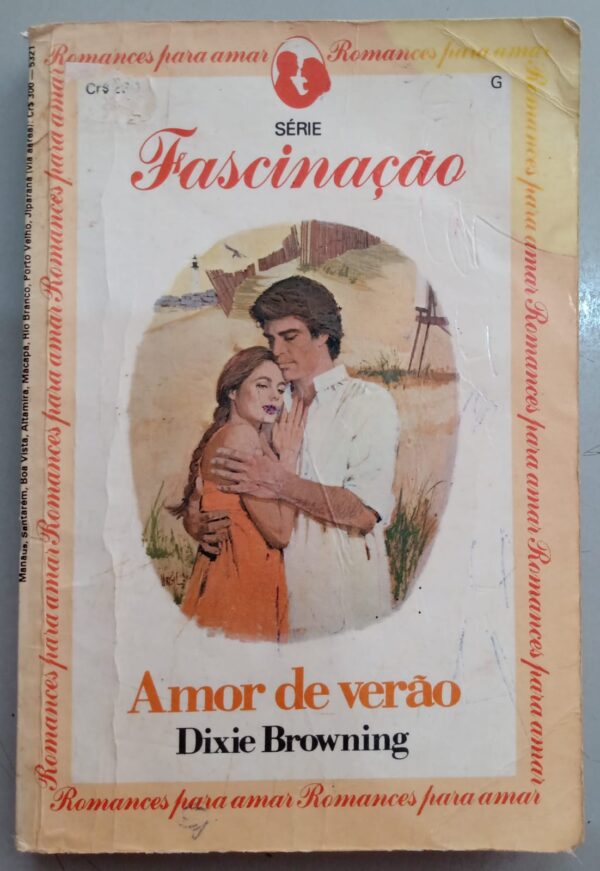 Romances para amar Romances para amar
Cr$
G
SÉRIE
Fascinação
Amor de verão
Dixie Browning
Romances para amar Romances para amar
Romances para amar Romances para amar Romances para amar
Romances para amar Romances para amar Romances para amar
Manaus, Santarém, Boa Vista, Altamira, Macapá, Rio Branco, Porto Velho, Jiparaná (via aérea): Cr$ 300 — 5321